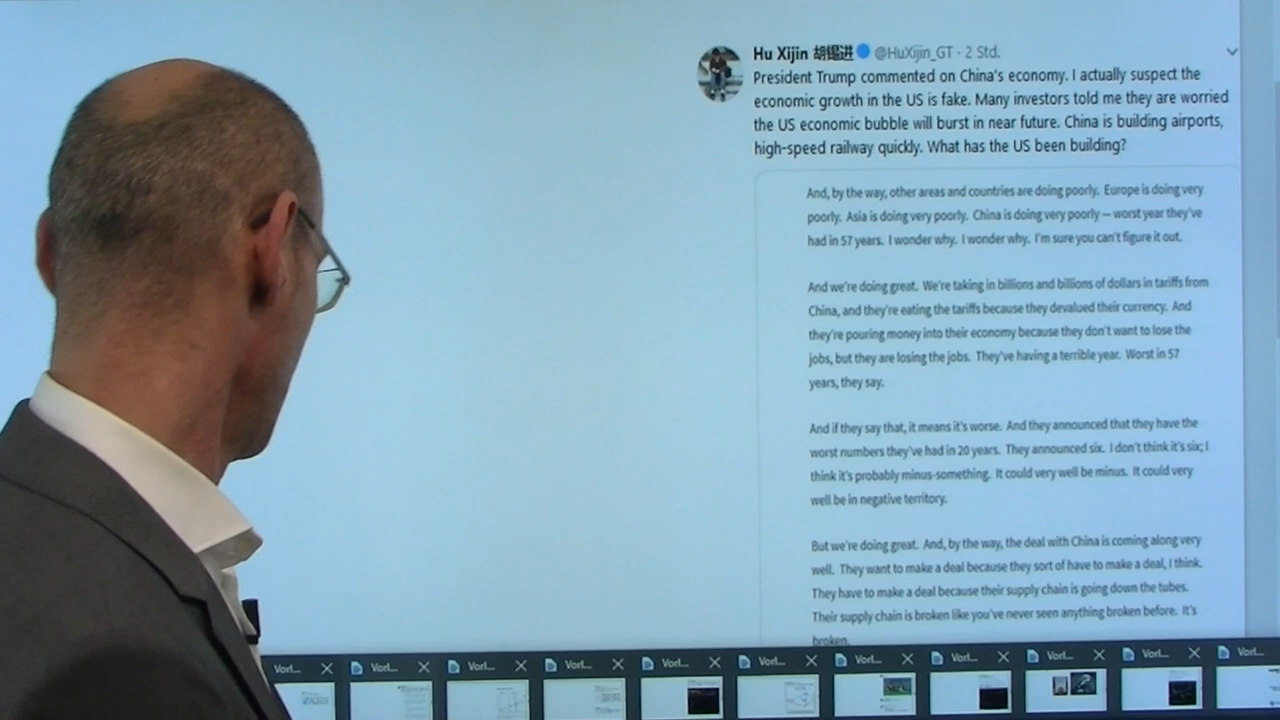 Hu Xijin 胡锡进 @HuXijin_GT · 2 Std.
President Trump commented on China's economy. I actually suspect the
economic growth in the US is fake. Many investors told me they are worried
the US economic bubble will burst in near future. China is building airports,
high-speed railway quickly. What has the US been building?
And, by the way, other areas and countries are doing poorly. Europe is doing very
poorly. Asia is doing very poorly. China is doing very poorly — worst year they've
had in 57 years. I wonder why. I wonder why. I'm sure you can't figure it out.
And we're doing great. We're taking in billions and billions of dollars in tariffs from
China, and they're eating the tariffs because they devalued their currency. And
they're pouring money into their economy because they don't want to lose the
jobs, but they are losing the jobs. They've having a terrible year. Worst in 57
years, they say.
And if they say that, it means it's worse. And they announced that they have the
worst numbers they've had in 20 years. They announced six. I don't think it's six; I
think it's probably minus-something. It could very well be minus. It could very
well be in negative territory.
But we're doing great. And, by the way, the deal with China is coming along very
well. They want to make a deal because they sort of have to make a deal, I think.
They have to make a deal because their supply chain is going down the tubes.
Their supply chain is broken like you've never seen anything broken before. It's
broken.
Vorl... Vorl... Vorl... Vorl... Vorl... Vorl... Vorl... Vorl... Vorl... Vorl... Vorl...